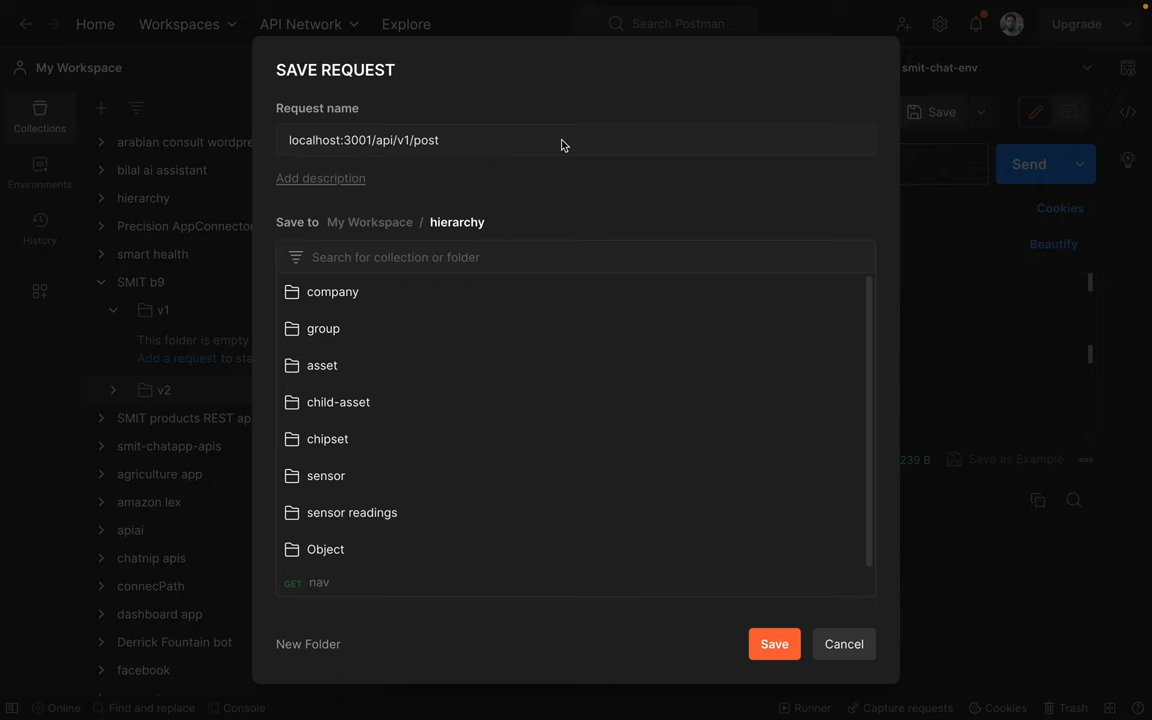 Home
Workspaces
API Network
Explore
Search Postman
Upgrade
My Workspace
smit-chat-env
Collections
Environments
History
arabian consult wordpre
bilal ai assistant
hierarchy
Precision AppConnector
smart health
SMIT b9
v1
This folder is empty
Add a request to sta
v2
SMIT products REST ap
smit-chatapp-apis
agriculture app
amazon lex
apiai
chatnip apis
connecPath
dashboard app
Derrick Fountain bot
facebook
SAVE REQUEST
Request name
localhost:3001/api/v1/post
Add description
Save to My Workspace / hierarchy
Search for collection or folder
company
group
asset
child-asset
chipset
sensor
sensor readings
Object
GET nav
New Folder
Save
Cancel
Save
Send
Cookies
Beautify
239 B
Save as Example
Online
Find and replace
Console
Runner
Capture requests
Cookies
Trash